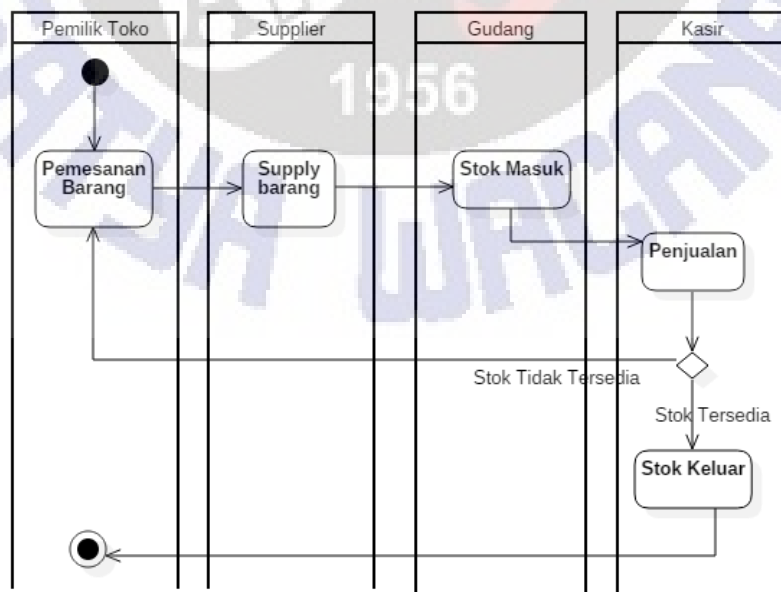 Pemilik Toko
Supplier
Gudang
Kasir
1956
Pemesanan
Barang
Supply
barang
Stok Masuk
Penjualan
Stok Tidak Tersedia
Stok Tersedia
Stok Keluar
WACANA